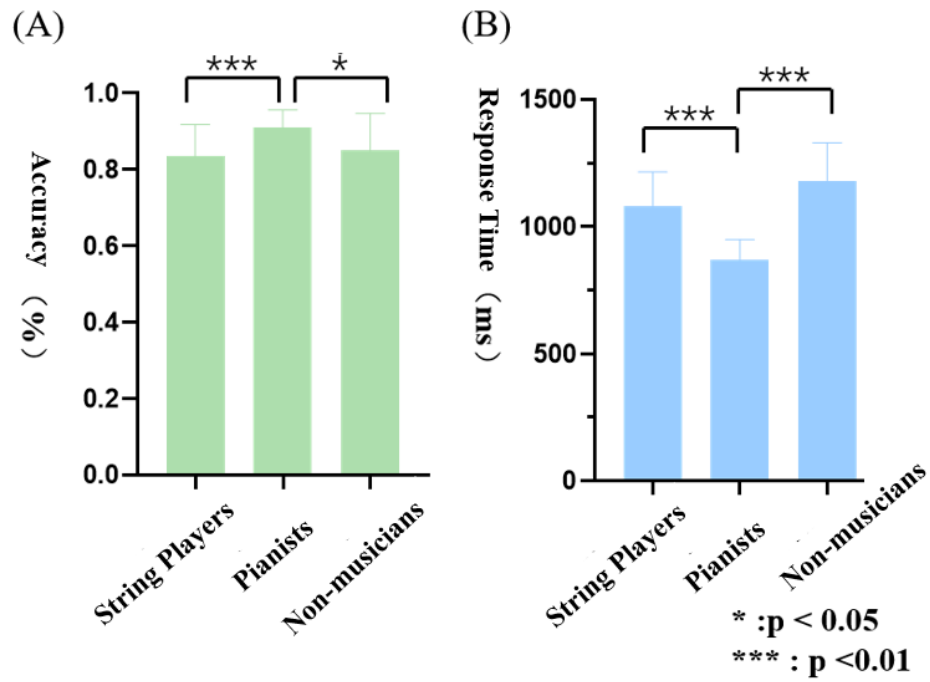 (A)
***
*
Accuracy （%）
1.0
0.8
0.6
0.4
0.2
0.0
String Players
Pianists
Non-musicians
(B)
***
***
Response Time （ms）
1500
1000
500
0
String Players
Pianists
Non-musicians
* :p < 0.05
*** : p <0.01